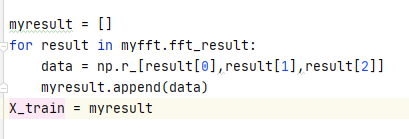 myresult = []
for result in myfft.fft_result:
    data = np.r_[result[0],result[1],result[2]]
    myresult.append(data)
X_train = myresult